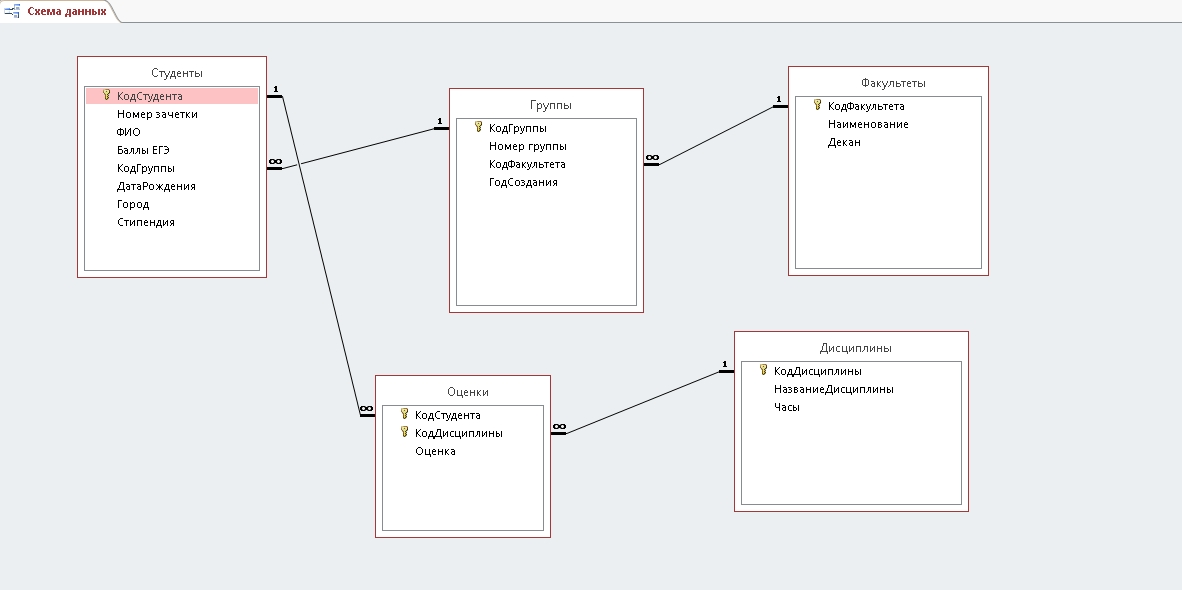 Схема данных
Студенты
1
КодСтудента
Номер зачетки
ФИО
Баллы ЕГЭ
КодГруппы
ДатаРождения
Город
Стипендия
∞
Группы
1
КодГруппы
Номер группы
КодФакультета
ГодСоздания
∞
Факультеты
1
КодФакультета
Наименование
Декан
Оценки
∞
КодСтудента
КодДисциплины
Оценка
∞
Дисциплины
1
КодДисциплины
НазваниеДисциплины
Часы